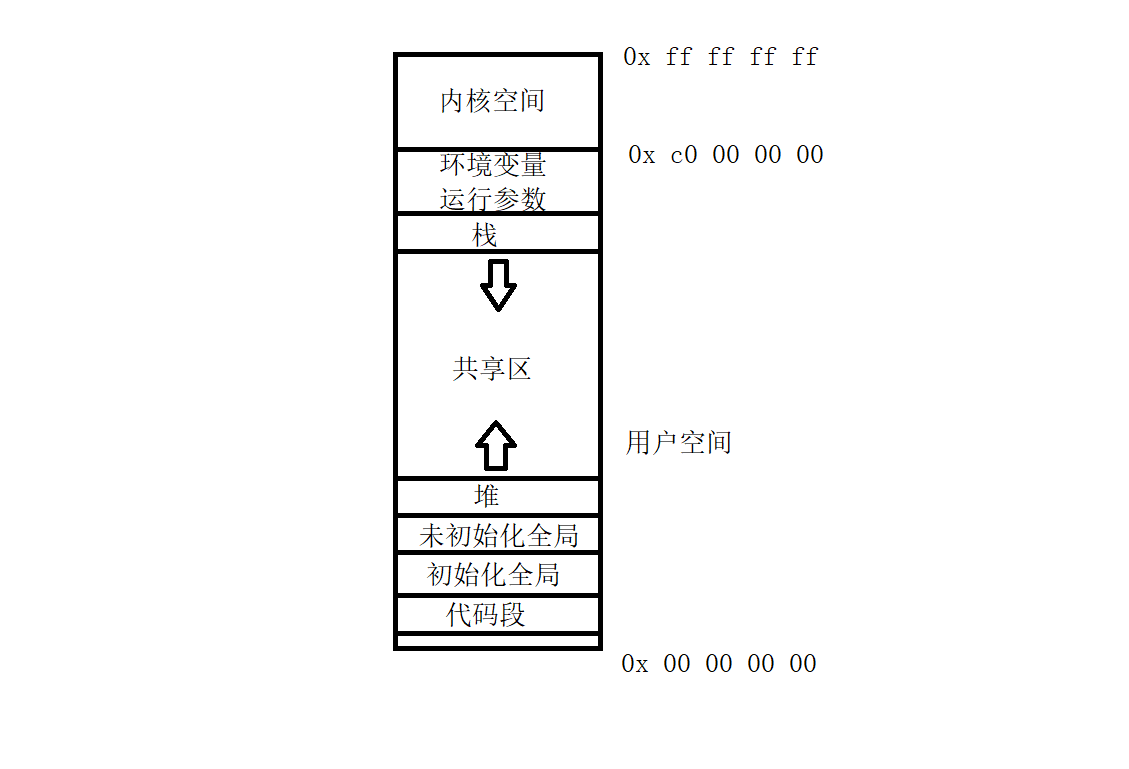 0x ff ff ff ff
内核空间
0x c0 00 00 00
环境变量
运行参数
栈
共享区
用户空间
堆
未初始化全局
初始化全局
代码段
0x 00 00 00 00